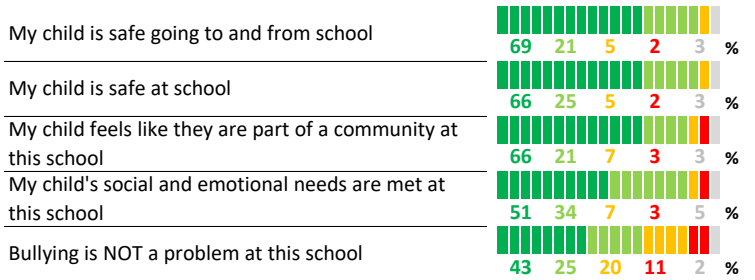 My child is safe going to and from school
69 21 5 2 3 %
My child is safe at school
66 25 5 2 3 %
My child feels like they are part of a community at
this school
66 21 7 3 3 %
My child's social and emotional needs are met at
this school
51 34 7 3 5 %
Bullying is NOT a problem at this school
43 25 20 11 2 %